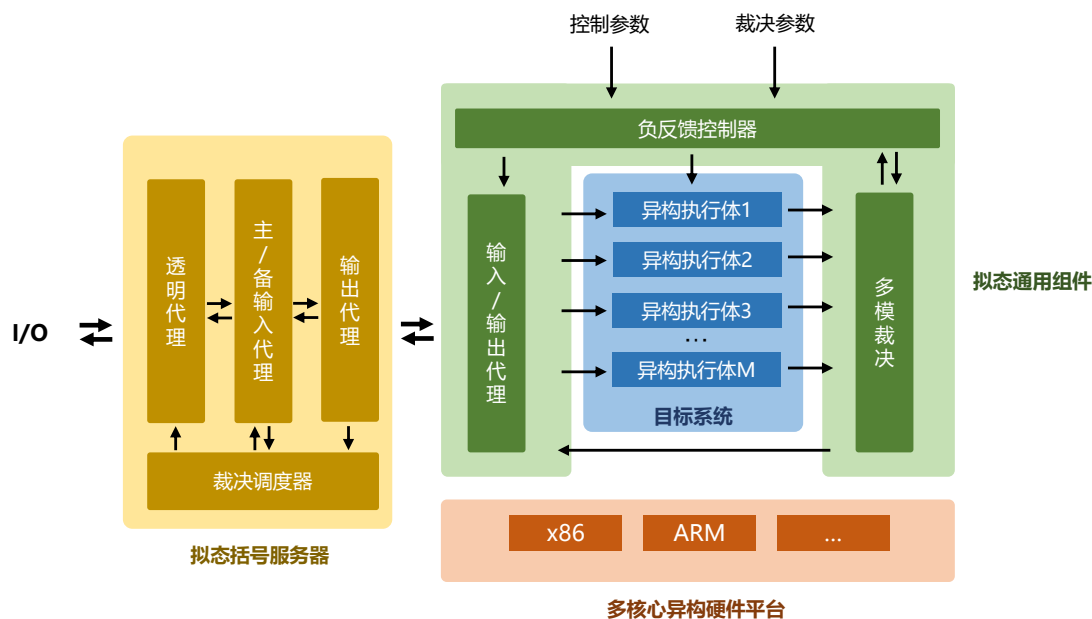 控制参数
裁决参数
负反馈控制器
I/O
透明代理
主/备输入代理
输出代理
裁决调度器
拟态括号服务器
输入/输出代理
异构执行体1
异构执行体2
异构执行体3
...
异构执行体M
目标系统
多模裁决
拟态通用组件
x86
ARM
...
多核心异构硬件平台